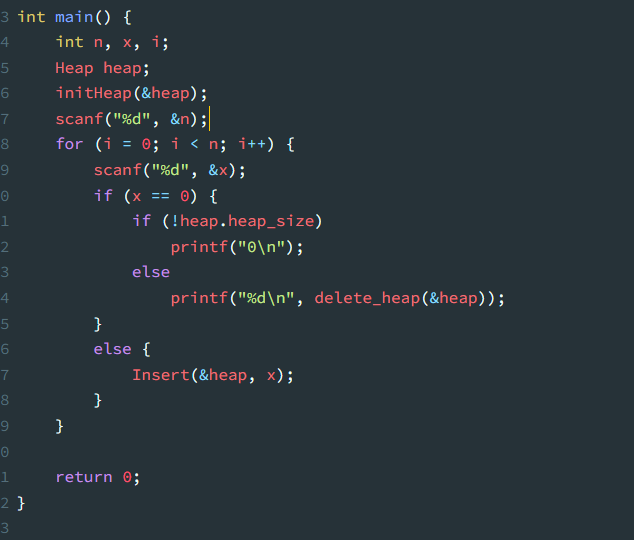 3 int main() {
4     int n, x, i;
5     Heap heap;
6     initHeap(&heap);
7     scanf("%d", &n);
8     for (i = 0; i < n; i++) {
9         scanf("%d", &x);
0         if (x == 0) {
1             if (!heap.heap_size)
2                 printf("0\n");
3             else
4                 printf("%d\n", delete_heap(&heap));
5         }
6         else {
7             Insert(&heap, x);
8         }
9     }
0
1     return 0;
2 }
3